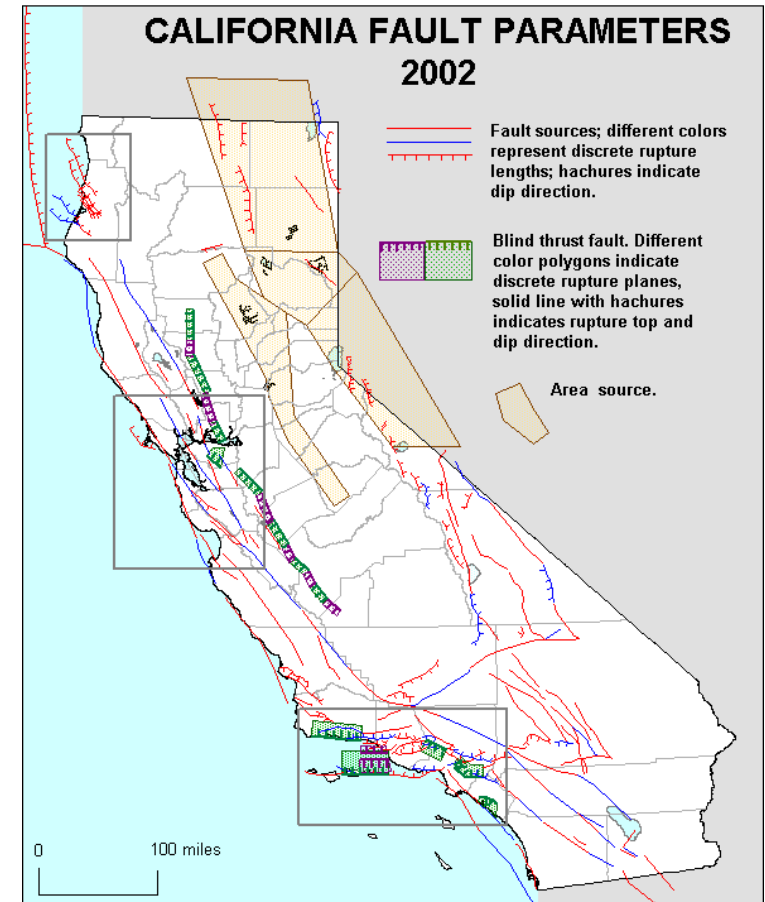 CALIFORNIA FAULT PARAMETERS
2002
Fault sources; different colors
represent discrete rupture
lengths; hachures indicate
dip direction.
Blind thrust fault. Different
color polygons indicate
discrete rupture planes,
solid line with hachures
indicates rupture top and
dip direction.
Area source.
0 100 miles